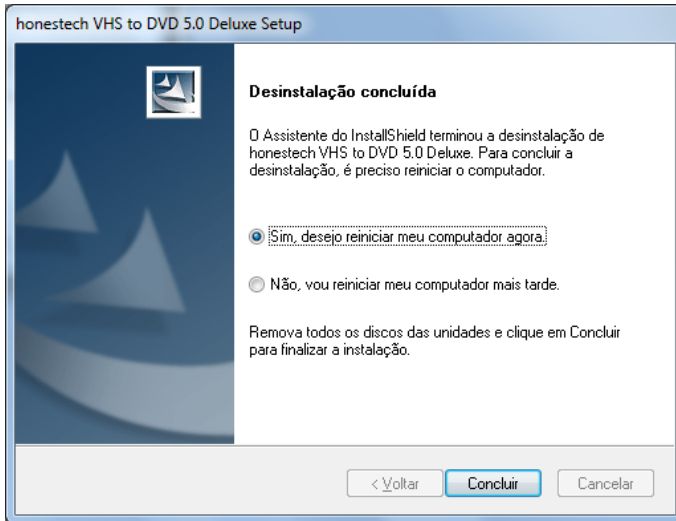 honestech VHS to DVD 5.0 Deluxe Setup
Desinstalação concluída
O Assistente do InstallShield terminou a desinstalação de
honestech VHS to DVD 5.0 Deluxe. Para concluir a
desinstalação, é preciso reiniciar o computador.
Sim, desejo reiniciar meu computador agora.
Não, vou reiniciar meu computador mais tarde.
Remova todos os discos das unidades e clique em Concluir
para finalizar a instalação.
< Voltar Concluir Cancelar